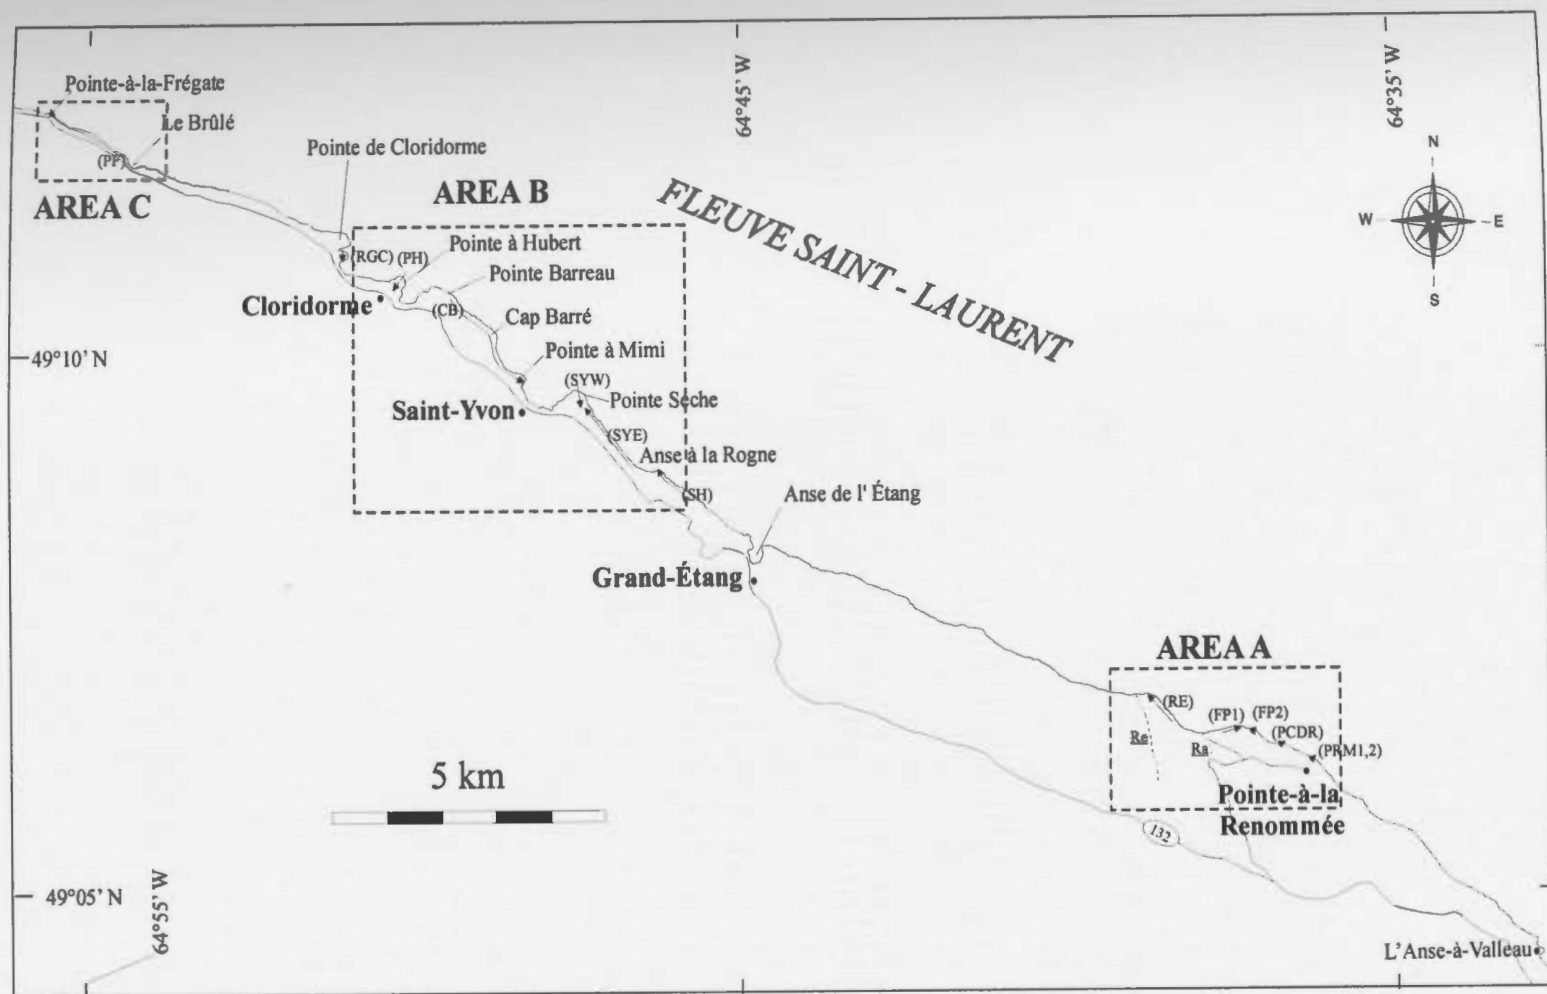 64°45' W
64°35' W
Pointe-à-la-Frégate
Le Brûlé
(PF)
AREA C
Pointe de Cloridorme
AREA B
FLEUVE SAINT - LAURENT
N
W
E
S
(RGC) (PH)
Pointe à Hubert
Pointe Barreau
Cloridorme
(CB)
Cap Barré
49°10' N
Pointe à Mimi
(SYW)
Pointe Sèche
Saint-Yvon
(SYE)
Anse à la Rogne
(SH)
Anse de l' Étang
Grand-Étang
AREA A
(RE)
(FP1)
(FP2)
(PCDR)
(PRM1,2)
Re
Ra
Pointe-à-la
Renommée
5 km
132
49°05' N
64°55' W
L'Anse-à-Valleau